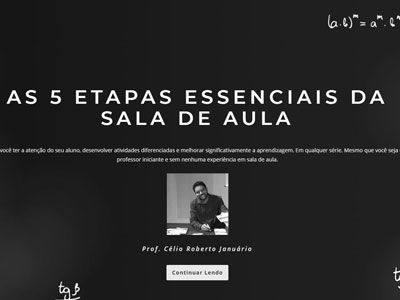 (a.b)ᵐ = aᵐ.
AS 5 ETAPAS ESSENCIAIS DA
SALA DE AULA
você ter a atenção do seu aluno, desenvolver atividades diferenciadas e melhorar significativamente a aprendizagem. Em qualquer série. Mesmo que você seja
professor iniciante e sem nenhuma experiência em sala de aula.
Prof. Célio Roberto Januário
Continuar Lendo
tg β